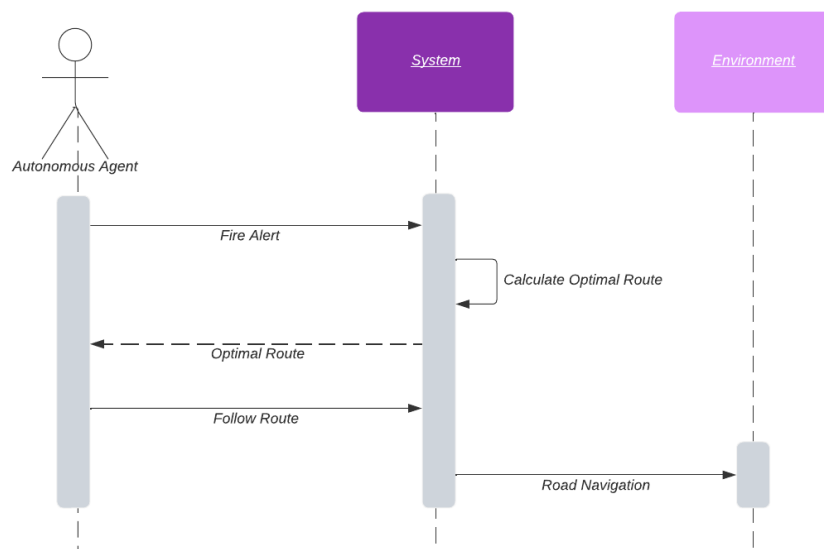 System
Environment
Autonomous Agent
Fire Alert
Calculate Optimal Route
Optimal Route
Follow Route
Road Navigation